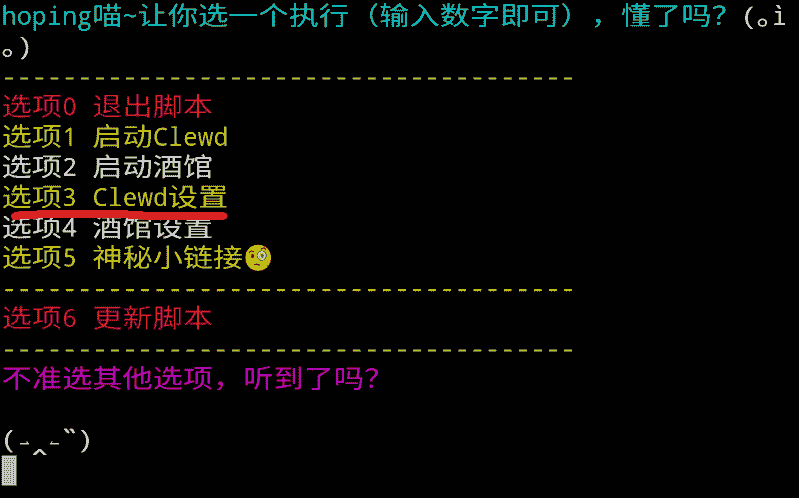 hoping喵~让你选一个执行（输入数字即可），懂了吗？(｡ì
｡)
--------------------------------------
选项0 退出脚本
选项1 启动Clewd
选项2 启动酒馆
选项3 Clewd设置
选项4 酒馆设置
选项5 神秘小链接🧐
--------------------------------------
选项6 更新脚本
--------------------------------------
不准选其他选项，听到了吗？
(⇀‸↼‶)